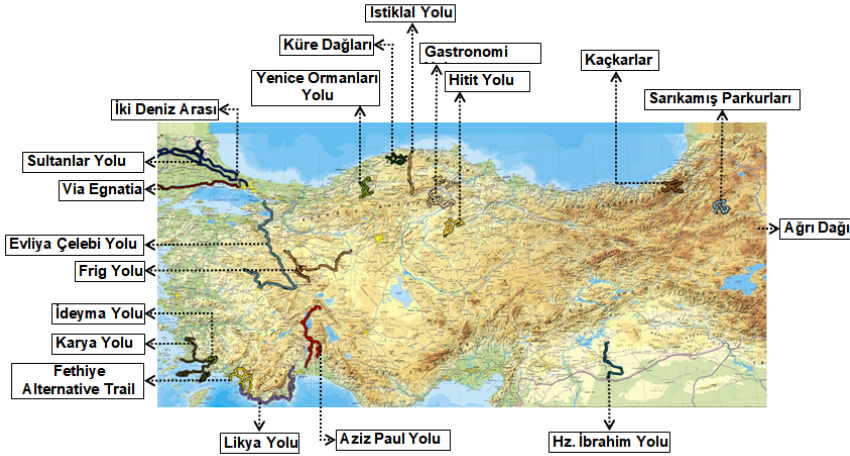 Istiklal Yolu
Küre Dağları
Gastronomi
Kaçkarlar
Yenice Ormanları
Yolu
Hitit Yolu
Sarıkamış Parkurları
İki Deniz Arası
Sultanlar Yolu
Via Egnatia
Ağrı Dağı
Evliya Çelebi Yolu
Frig Yolu
İdeyma Yolu
Karya Yolu
Fethiye
Alternative Trail
Likya Yolu
Aziz Paul Yolu
Hz. İbrahim Yolu